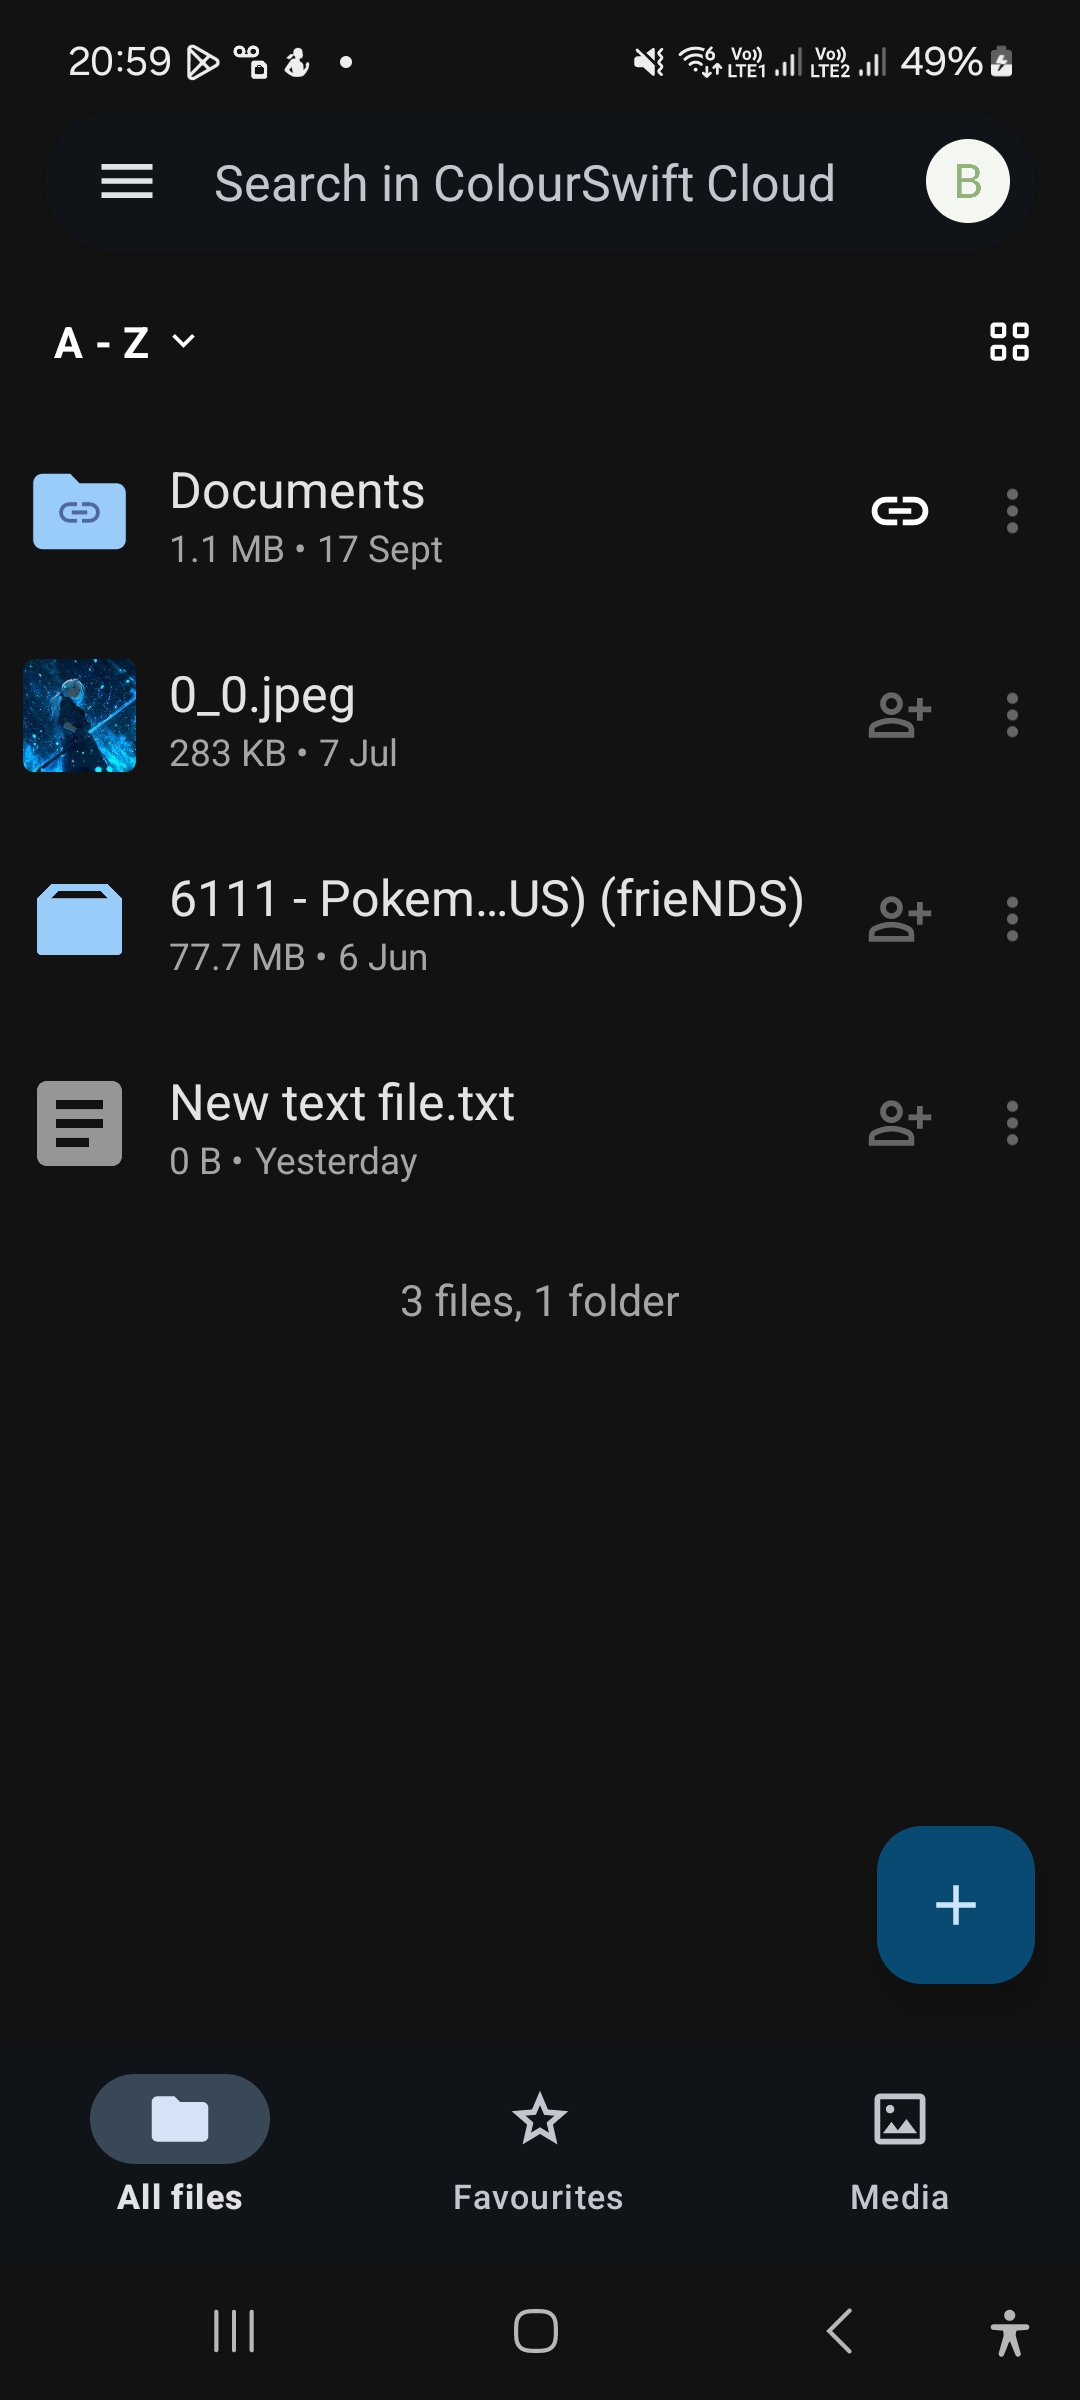 20:59
6
Vo)) LTE1
Vo)) LTE2
49%
Search in ColourSwift Cloud
B
A - Z
Documents
1.1 MB • 17 Sept
0_0.jpeg
283 KB • 7 Jul
6111 - Pokem...US) (frieNDS)
77.7 MB • 6 Jun
New text file.txt
0 B • Yesterday
3 files, 1 folder
All files
Favourites
Media